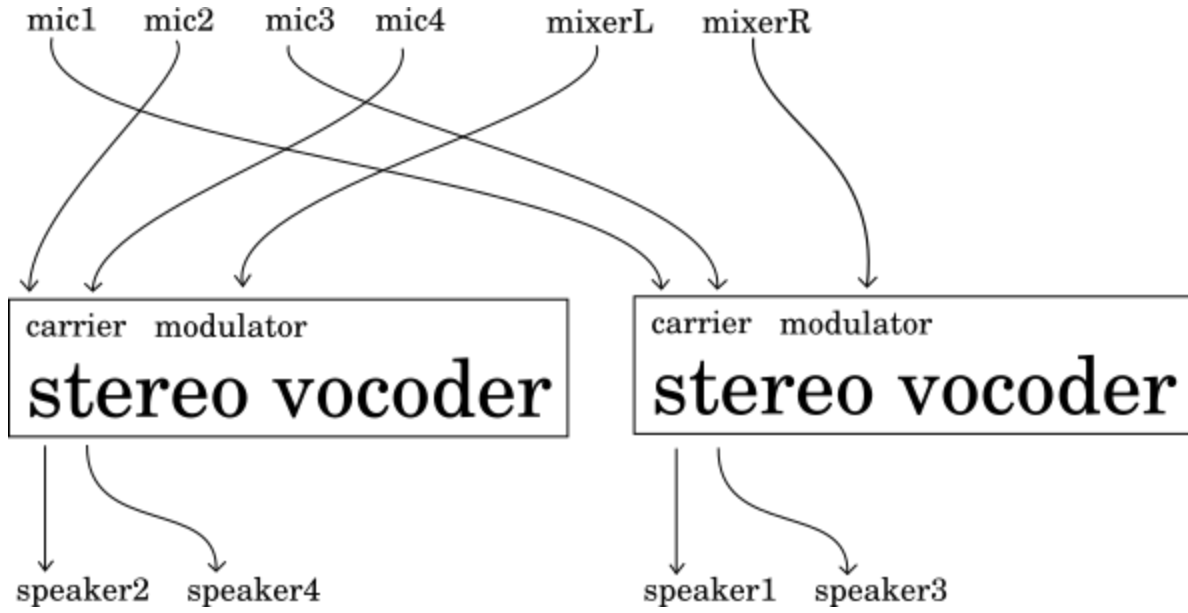 mic1 mic2 mic3 mic4 mixerL mixerR
carrier modulator
stereo vocoder
carrier modulator
stereo vocoder
speaker2 speaker4 speaker1 speaker3